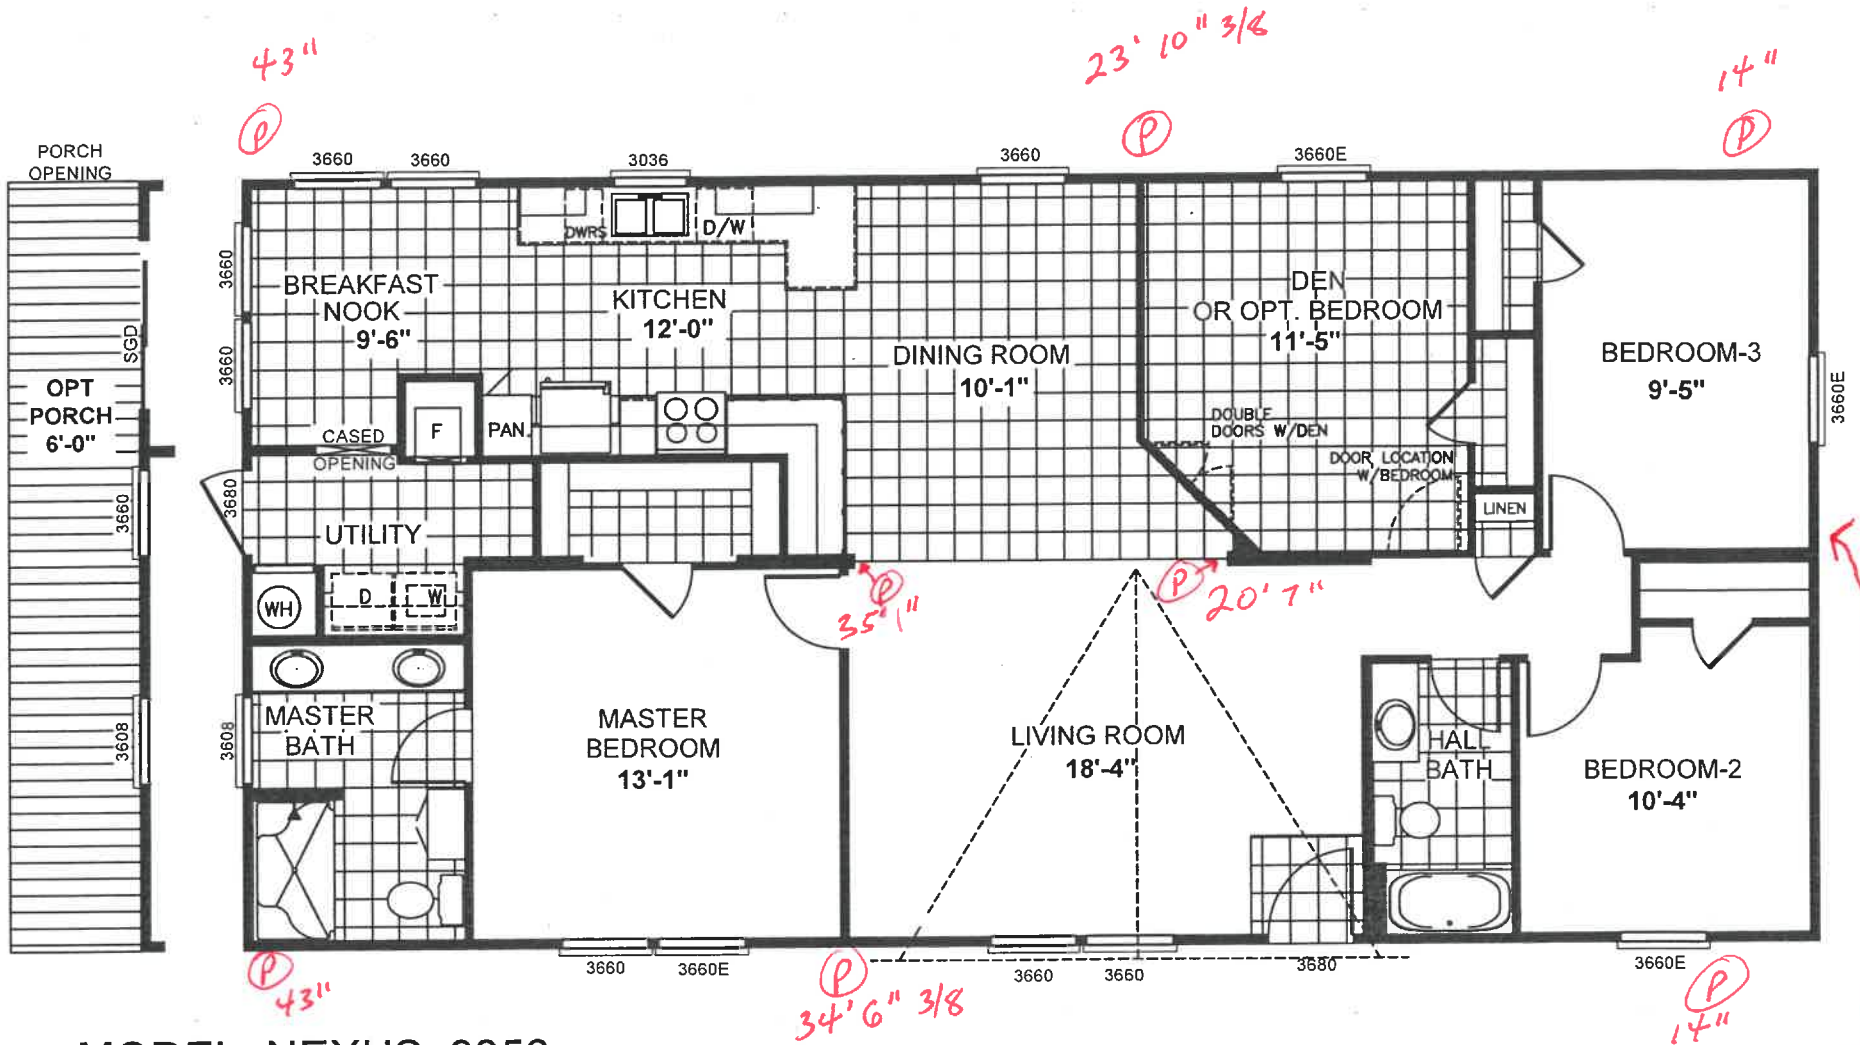 43"
23' 10" 3/8
14"
P
P
P
PORCH
OPENING
3660
3660
3036
3660
3660E
DWRS
D/W
3660
BREAKFAST
NOOK
9'-6"
KITCHEN
12'-0"
DEN
OR OPT. BEDROOM
11'-5"
SGD
3660
DINING ROOM
10'-1"
BEDROOM-3
9'-5"
3660E
OPT
PORCH
6'-0"
F
PAN.
CASED
OPENING
DOUBLE
DOORS W/DEN
DOOR LOCATION
W/BEDROOM
3660
3680
LINEN
UTILITY
P
35' 1"
P
20' 7"
WH
D
W
3608
3608
MASTER
BATH
MASTER
BEDROOM
13'-1"
LIVING ROOM
18'-4"
HALL
BATH
BEDROOM-2
10'-4"
3660
3660E
3660
3660
3680
3660E
P
43"
P
34' 6" 3/8
P
14"